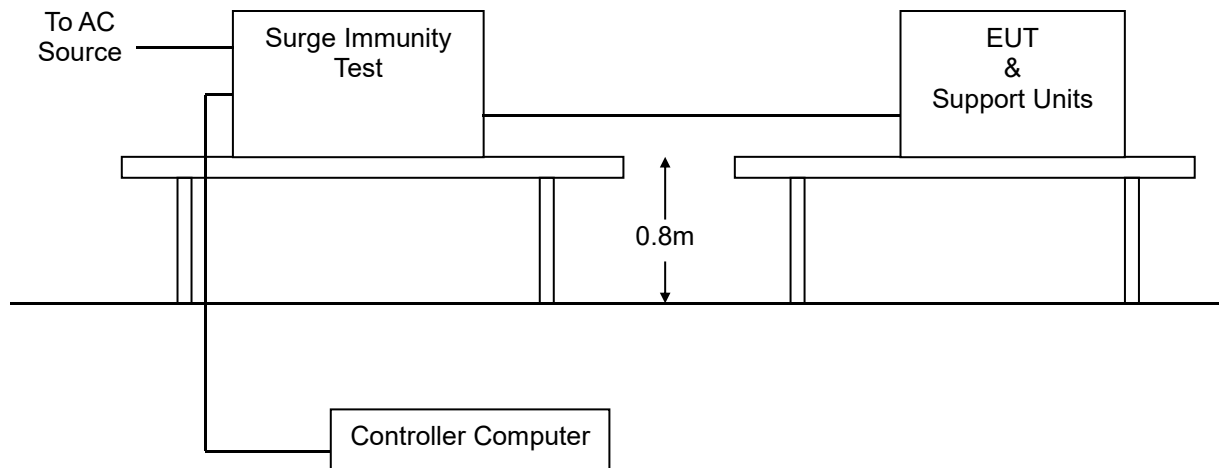 To AC
Source
Surge Immunity
Test
EUT
&
Support Units
0.8m
Controller Computer